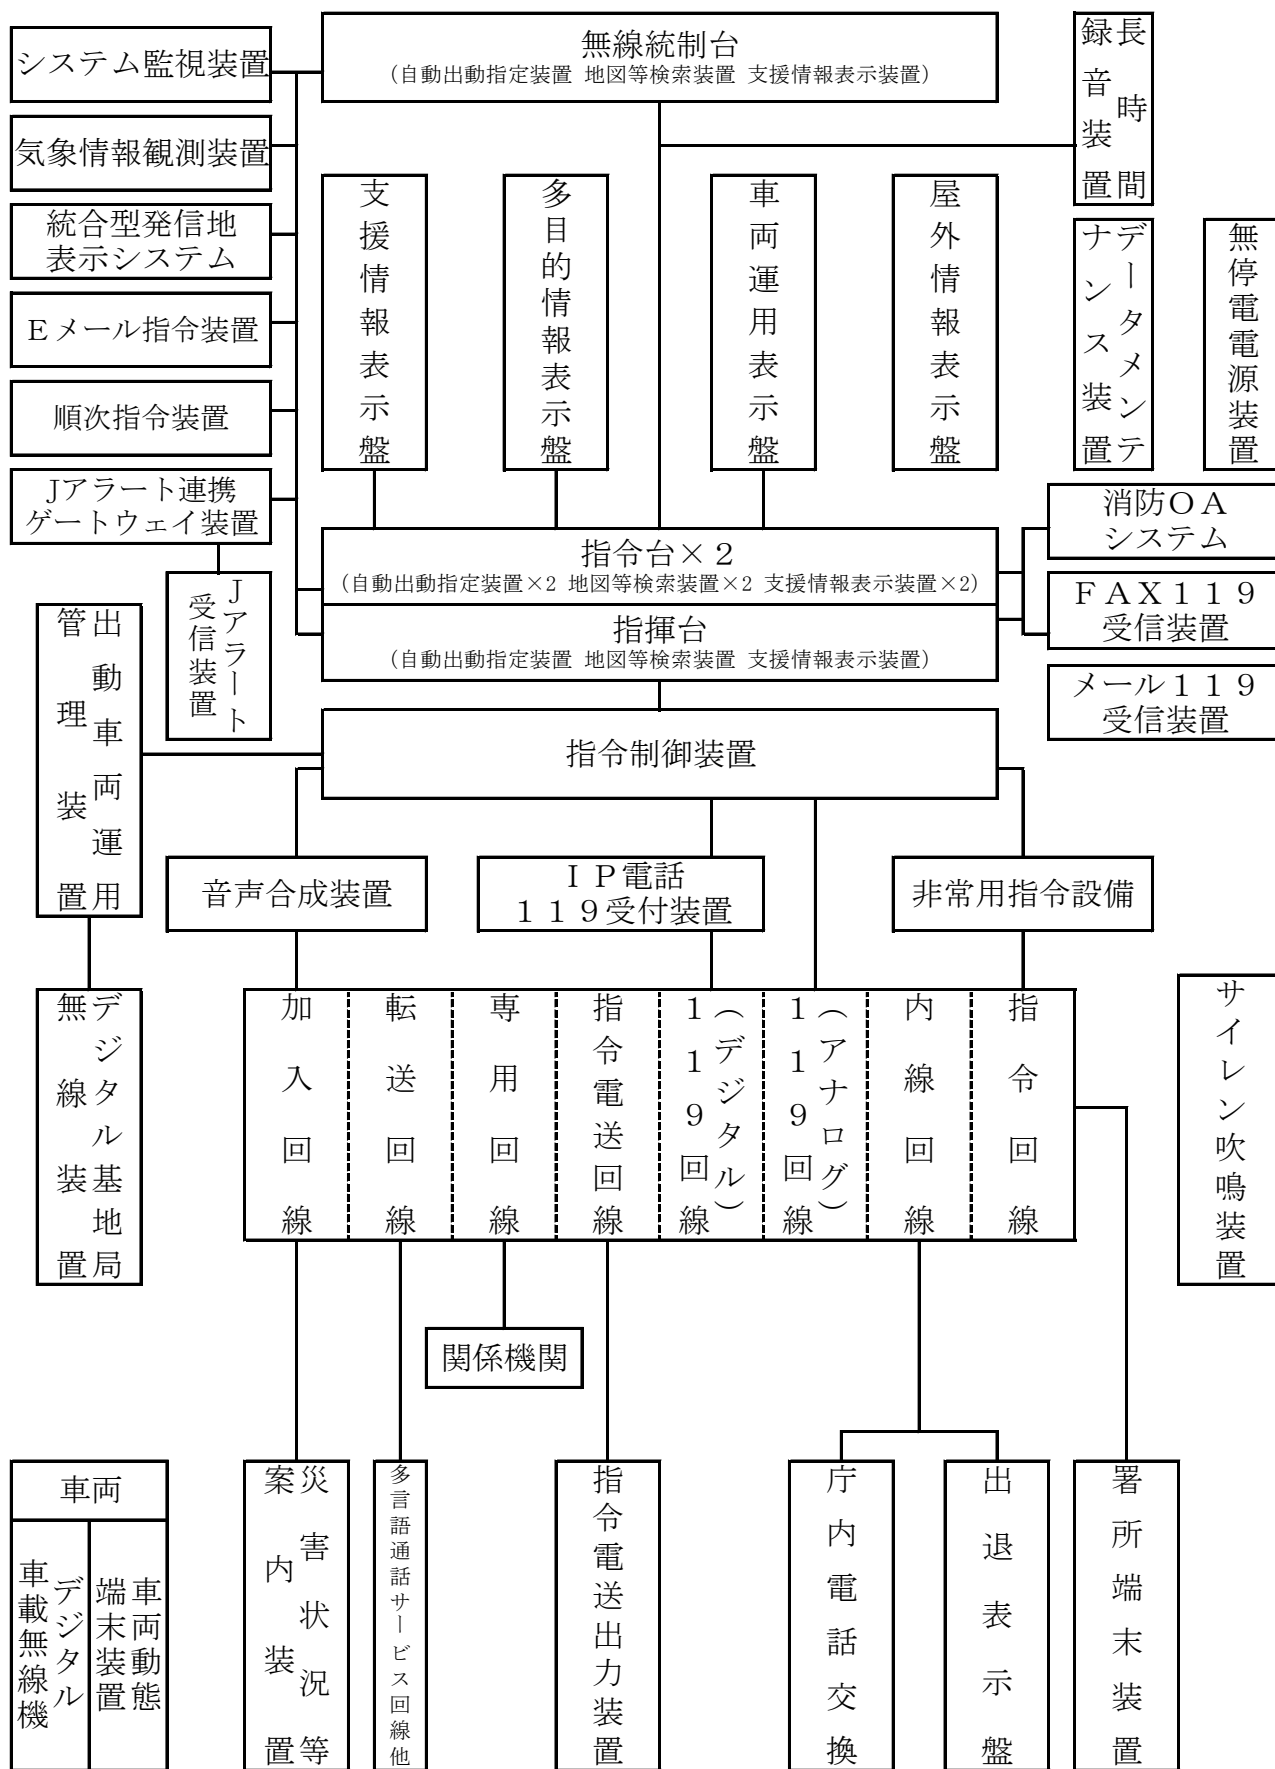 システム監視装置
無線統制台
(自動出動指定装置 地図等検索装置 支援情報表示装置)
長時間
録音装置
気象情報観測装置
統合型発信地
表示システム
Eメール指令装置
順次指令装置
Jアラート連携
ゲートウェイ装置
Jアラート
受信装置
支援情報表示盤
多目的情報表示盤
車両運用表示盤
屋外情報表示盤
データメンテ
ナンス装置
無停電電源装置
指令台×2
(自動出動指定装置×2 地図等検索装置×2 支援情報表示装置×2)
指揮台
(自動出動指定装置 地図等検索装置 支援情報表示装置)
消防OA
システム
FAX119
受信装置
メール119
受信装置
出動車両運用
管理装置
指令制御装置
音声合成装置
IP電話
119受付装置
非常用指令設備
デジタル基地局
無線装置
加入回線
転送回線
専用回線
指令電送回線
119回線
(デジタル)
119回線
(アナログ)
内線回線
指令回線
サイレン吹鳴装置
関係機関
車両
デジタル
車載無線機
車両動態
端末装置
災害状況等
案内装置
多言語通話サービス回線他
指令電送出力装置
庁内電話交換
出退表示盤
署所端末装置